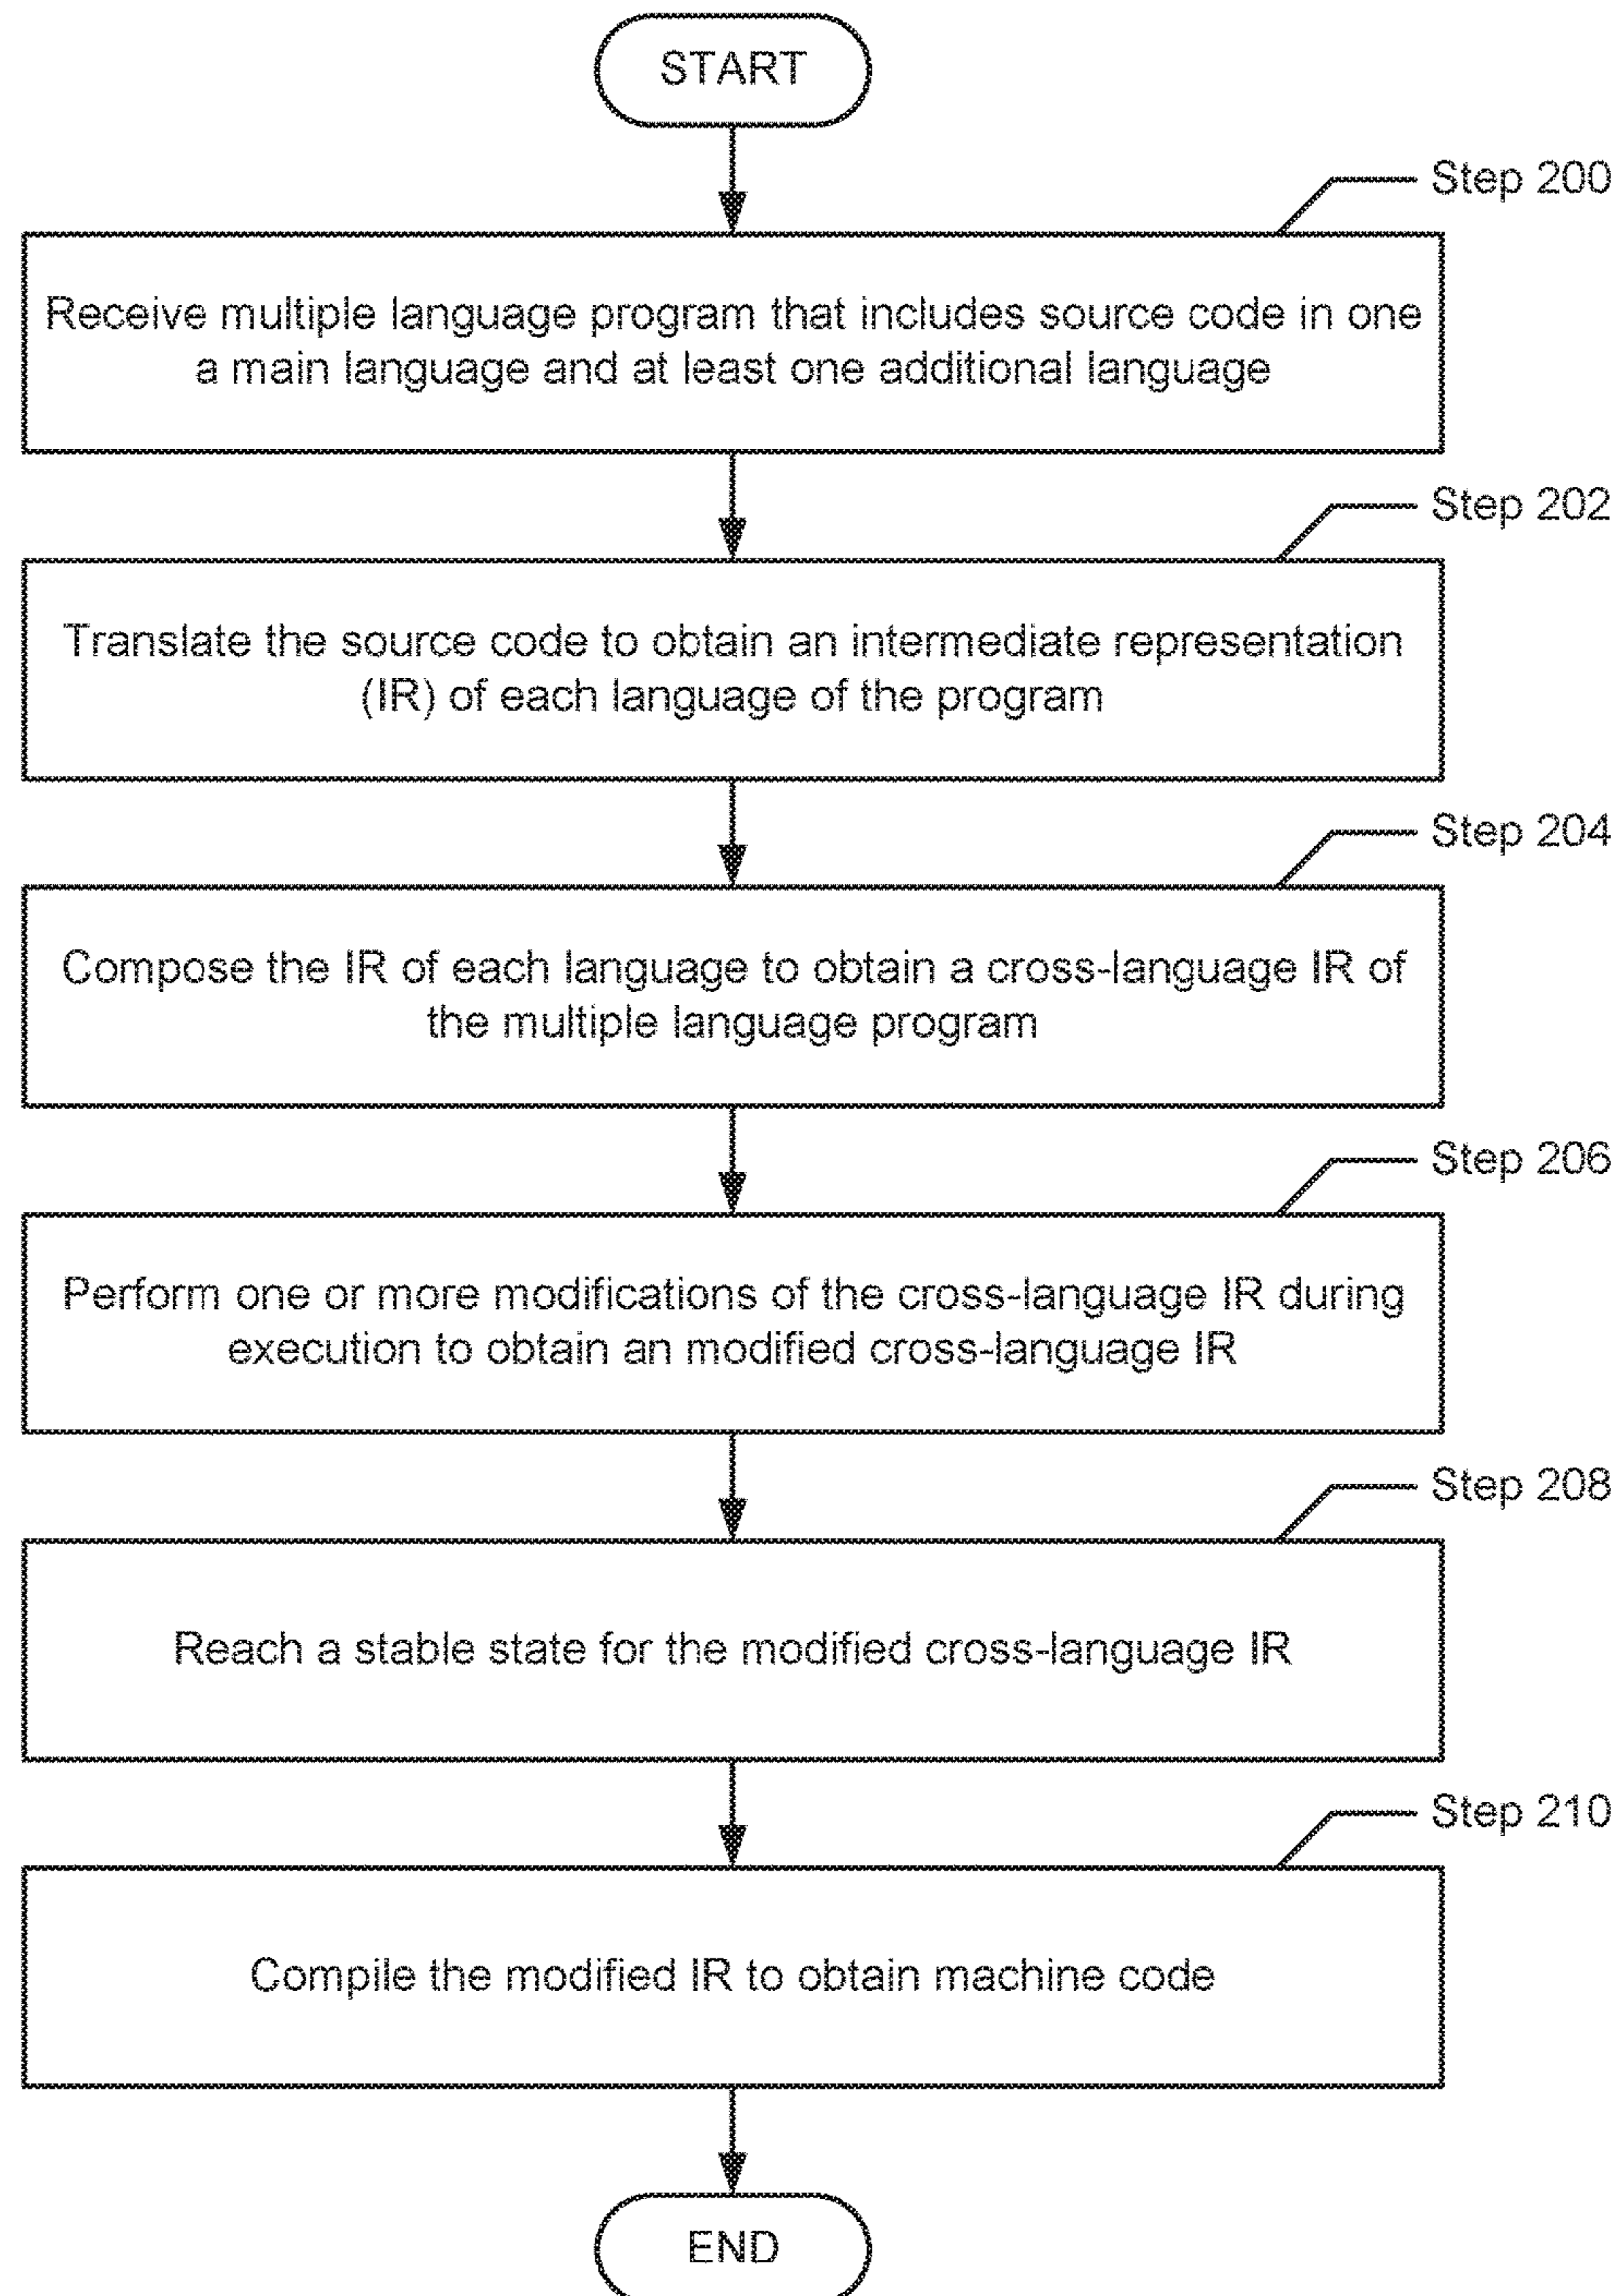 START
Step 200
Receive multiple language program that includes source code in one
a main language and at least one additional language
Step 202
Translate the source code to obtain an intermediate representation
(IR) of each language of the program
Step 204
Compose the IR of each language to obtain a cross-language IR of
the multiple language program
Step 206
Perform one or more modifications of the cross-language IR during
execution to obtain an modified cross-language IR
Step 208
Reach a stable state for the modified cross-language IR
Step 210
Compile the modified IR to obtain machine code
END